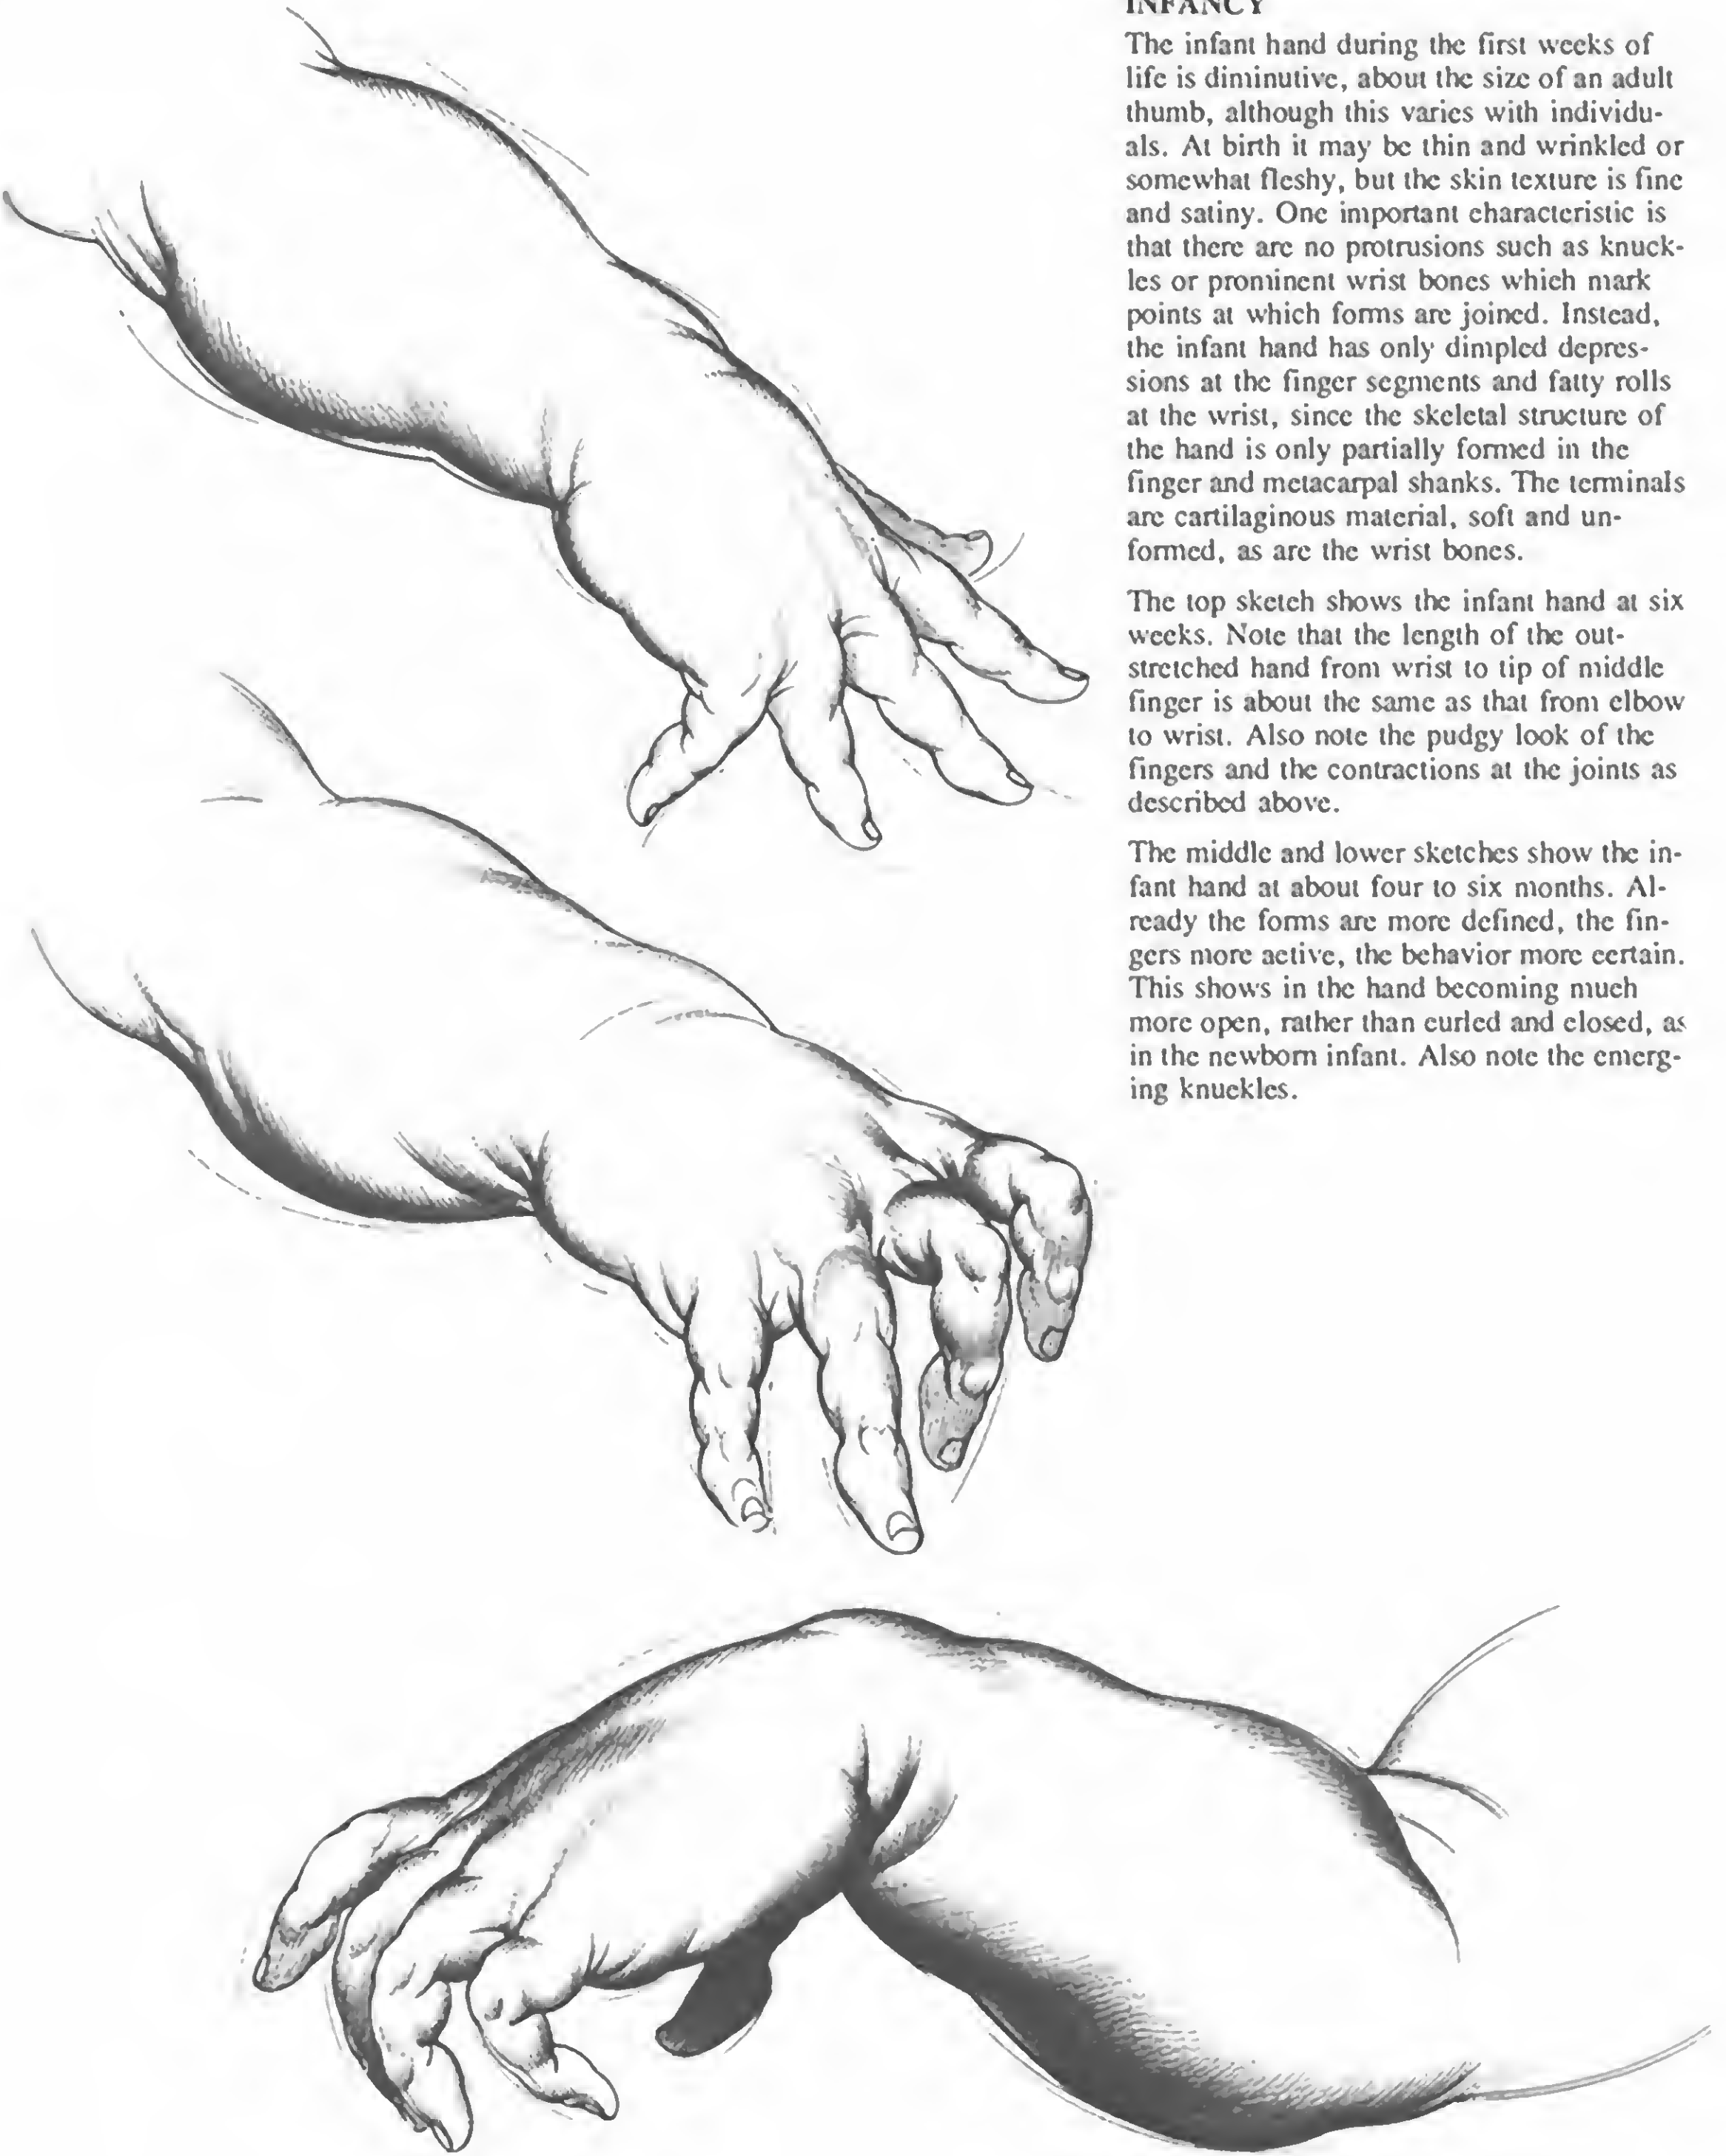 INFANCY
The infant hand during the first weeks of
life is diminutive, about the size of an adult
thumb, although this varies with individu-
als. At birth it may be thin and wrinkled or
somewhat fleshy, but the skin texture is fine
and satiny. One important characteristic is
that there are no protrusions such as knuck-
les or prominent wrist bones which mark
points at which forms are joined. Instead,
the infant hand has only dimpled depres-
sions at the finger segments and fatty rolls
at the wrist, since the skeletal structure of
the hand is only partially formed in the
finger and metacarpal shanks. The terminals
are cartilaginous material, soft and un-
formed, as are the wrist bones.
The top sketch shows the infant hand at six
weeks. Note that the length of the out-
stretched hand from wrist to tip of middle
finger is about the same as that from elbow
to wrist. Also note the pudgy look of the
fingers and the contractions at the joints as
described above.
The middle and lower sketches show the in-
fant hand at about four to six months. Al-
ready the forms are more defined, the fin-
gers more active, the behavior more certain.
This shows in the hand becoming much
more open, rather than curled and closed, as
in the newborn infant. Also note the emerg-
ing knuckles.